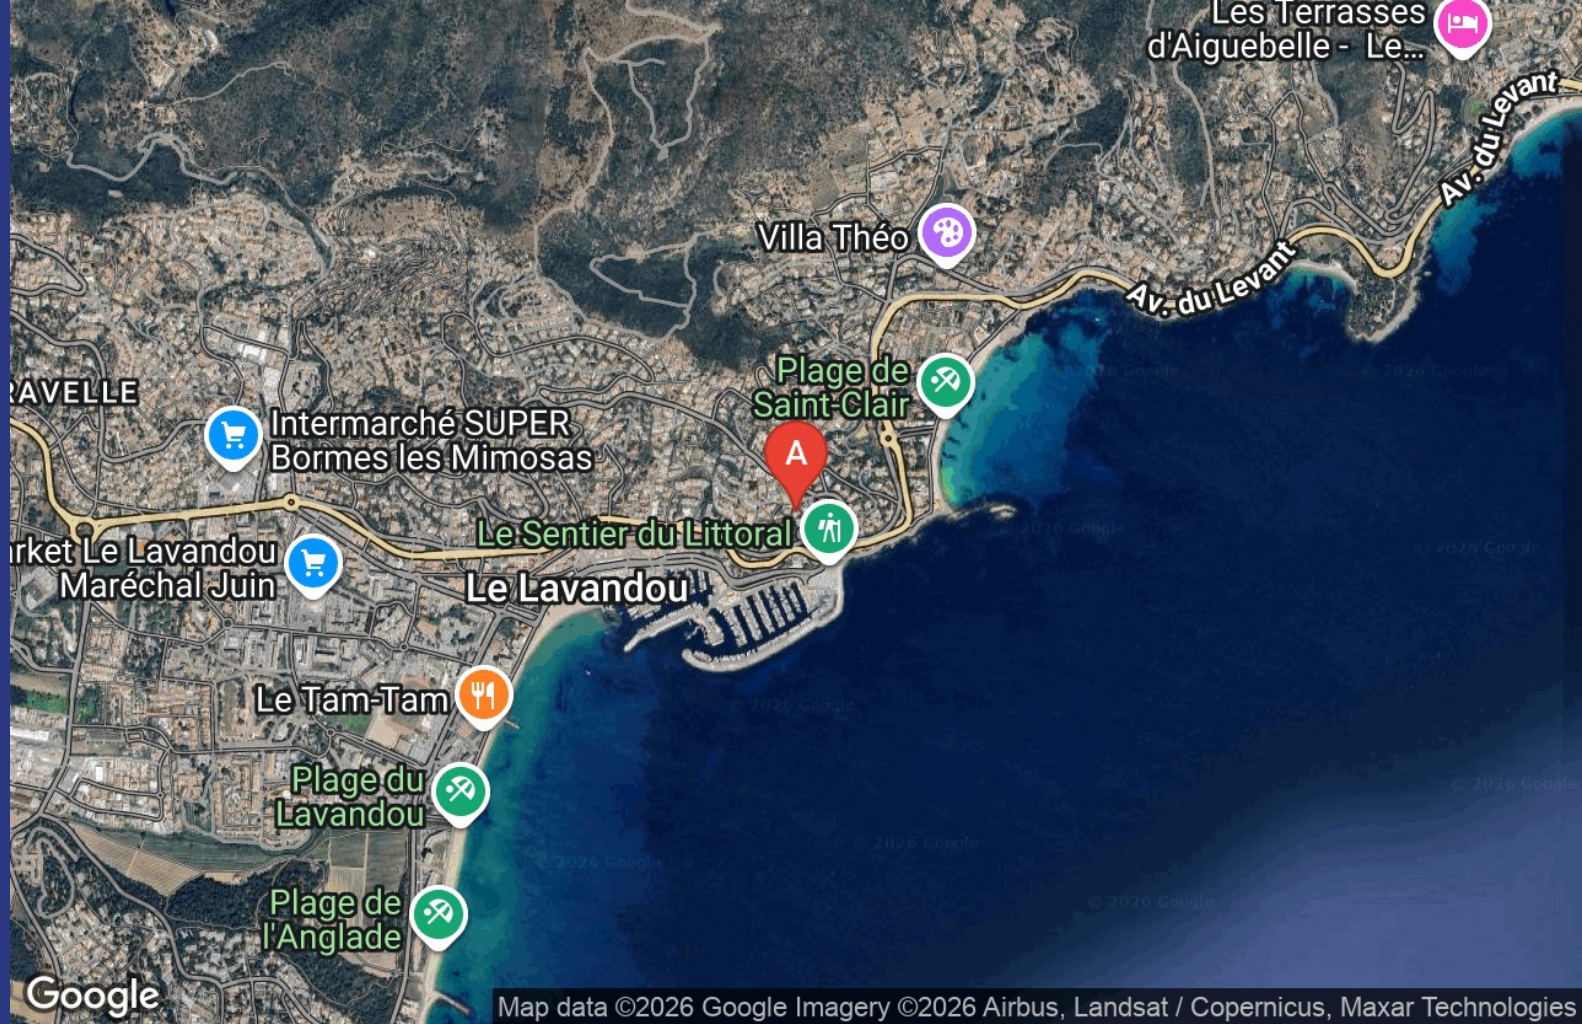 Les Terrasses
d'Aiguebelle - Le...
Av. du Levant
Villa Théo
Av. du Levant
Plage de
Saint-Clair
RAVELLE
Intermarché SUPER
Bormes les Mimosas
A
Le Sentier du Littoral
rket Le Lavandou
Maréchal Juin
Le Lavandou
Le Tam-Tam
Plage du
Lavandou
Plage de
l'Anglade
Google
Map data ©2026 Google Imagery ©2026 Airbus, Landsat / Copernicus, Maxar Technologies